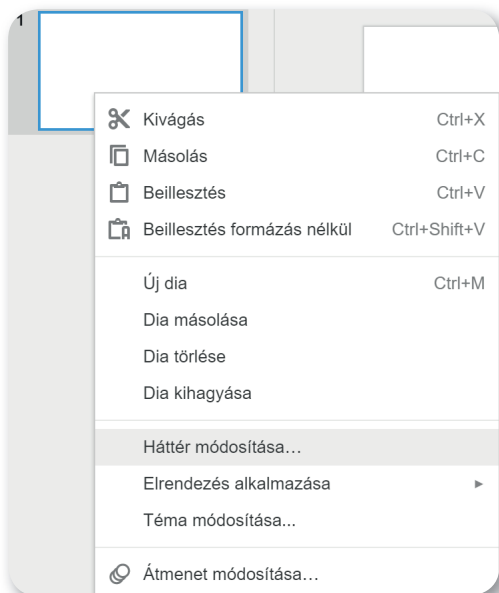 1
Kivágás Ctrl+X
Másolás Ctrl+C
Beillesztés Ctrl+V
Beillesztés formázás nélkül Ctrl+Shift+V
Új dia Ctrl+M
Dia másolása
Dia törlése
Dia kihagyása
Háttér módosítása…
Elrendezés alkalmazása ►
Téma módosítása...
Átmenet módosítása…